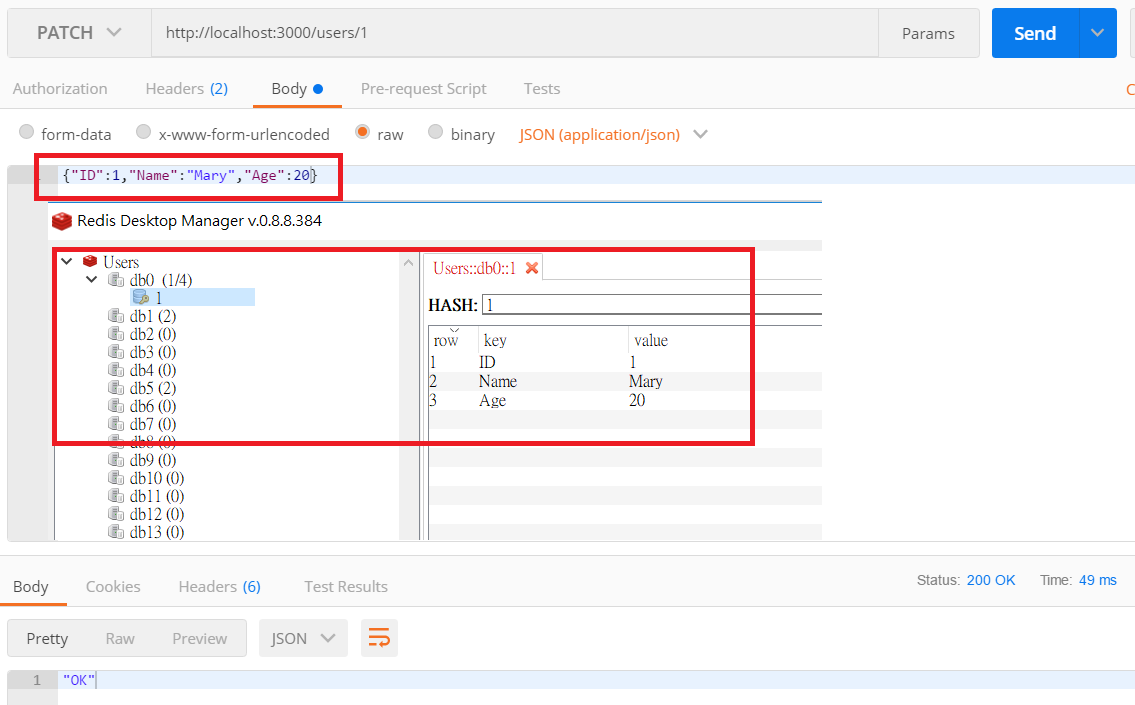 PATCH http://localhost:3000/users/1 Params Send
Authorization Headers (2) Body Pre-request Script Tests
form-data x-www-form-urlencoded raw binary JSON (application/json)
{"ID":1,"Name":"Mary","Age":20}
Redis Desktop Manager v.0.8.8.384
Users
db0 (1/4)
1
db1 (2)
db2 (0)
db3 (0)
db4 (0)
db5 (2)
db6 (0)
db7 (0)
db8 (0)
db9 (0)
db10 (0)
db11 (0)
db12 (0)
db13 (0)
Users::db0::1
HASH: 1
row key value
1 ID 1
2 Name Mary
3 Age 20
Body Cookies Headers (6) Test Results Status: 200 OK Time: 49 ms
Pretty Raw Preview JSON
1 "OK"